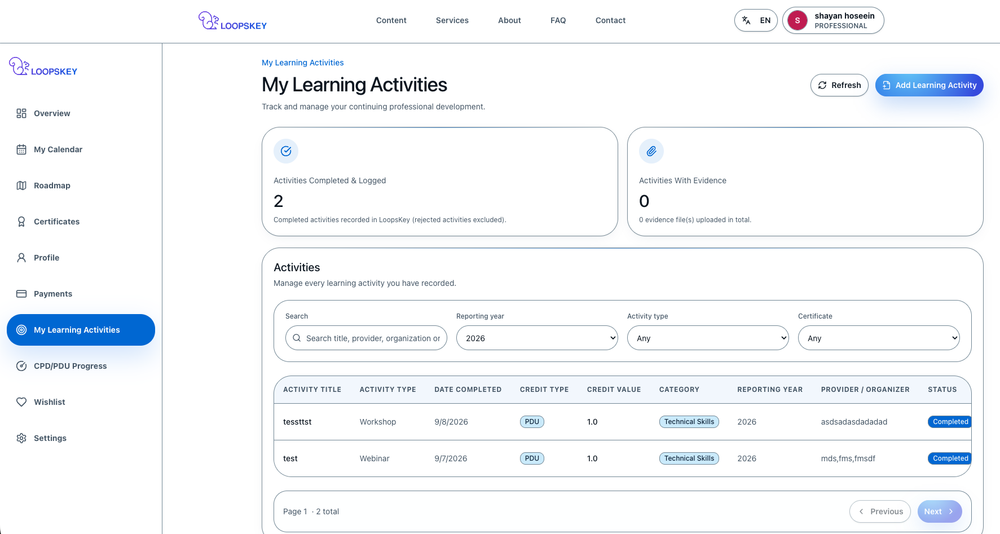 LOOPSKEY
Content
Services
About
FAQ
Contact
EN
S
shayan hoseein
PROFESSIONAL
LOOPSKEY
Overview
My Calendar
Roadmap
Certificates
Profile
Payments
My Learning Activities
CPD/PDU Progress
Wishlist
Settings
My Learning Activities
My Learning Activities
Track and manage your continuing professional development.
Refresh
Add Learning Activity
Activities Completed & Logged
2
Completed activities recorded in LoopsKey (rejected activities excluded).
Activities With Evidence
0
0 evidence file(s) uploaded in total.
Activities
Manage every learning activity you have recorded.
Search
Search title, provider, organization or
Reporting year
2026
Activity type
Any
Certificate
Any
ACTIVITY TITLE ACTIVITY TYPE DATE COMPLETED CREDIT TYPE CREDIT VALUE CATEGORY REPORTING YEAR PROVIDER / ORGANIZER STATUS
tessttst Workshop 9/8/2026 PDU 1.0 Technical Skills 2026 asdsadasdadadad Completed
test Webinar 9/7/2026 PDU 1.0 Technical Skills 2026 mds,fms,fmsdf Completed
Page 1 · 2 total
Previous
Next